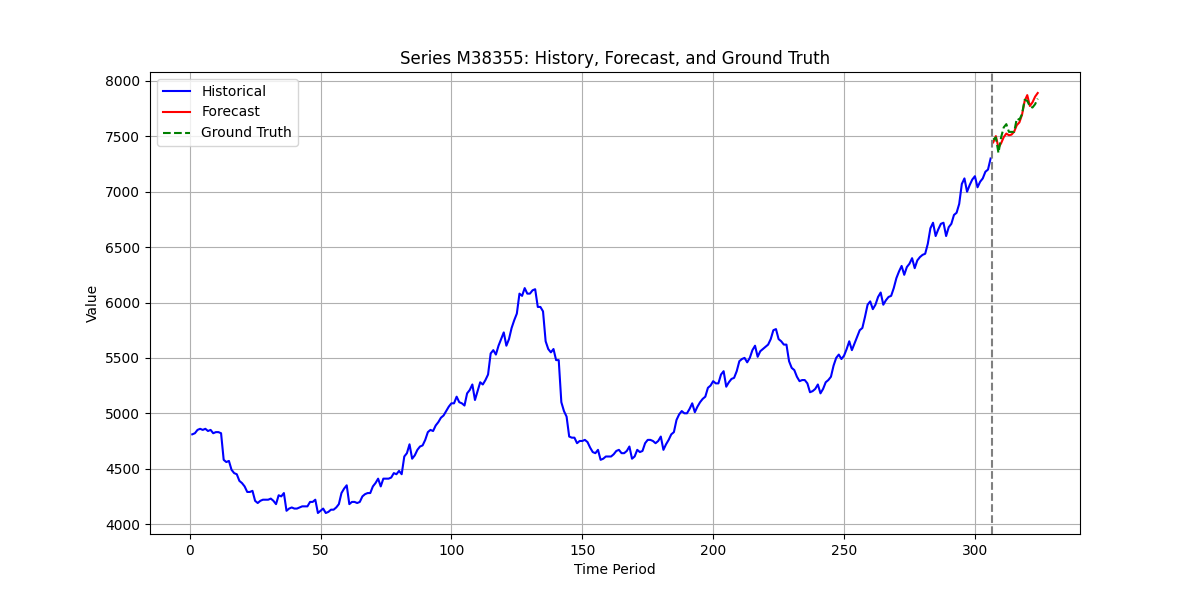 Series M38355: History, Forecast, and Ground Truth
Historical
Forecast
Ground Truth
8000
7500
7000
6500
6000
5500
5000
4500
4000
Value
0 50 100 150 200 250 300
Time Period